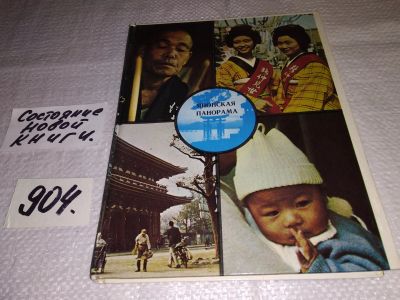 Состояние
новой
книги.
904.
ЯПОНСКАЯ
ПАНОРАМА